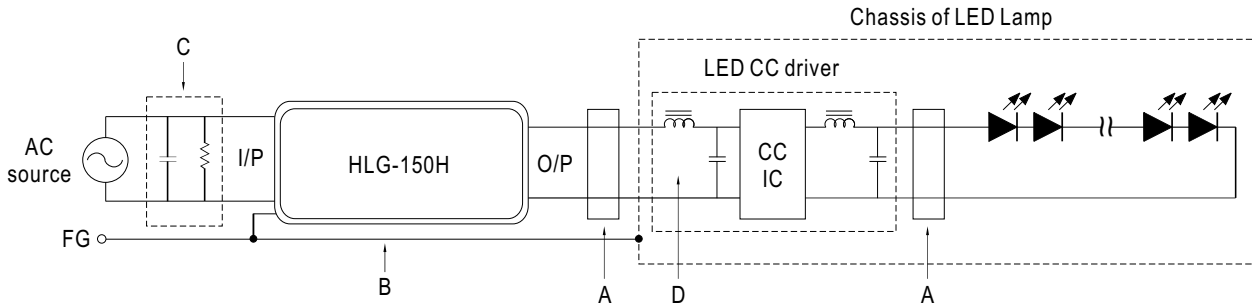 Chassis of LED Lamp
C
LED CC driver
AC
source
I/P
HLG-150H
O/P
CC
IC
FG
B
A
D
A